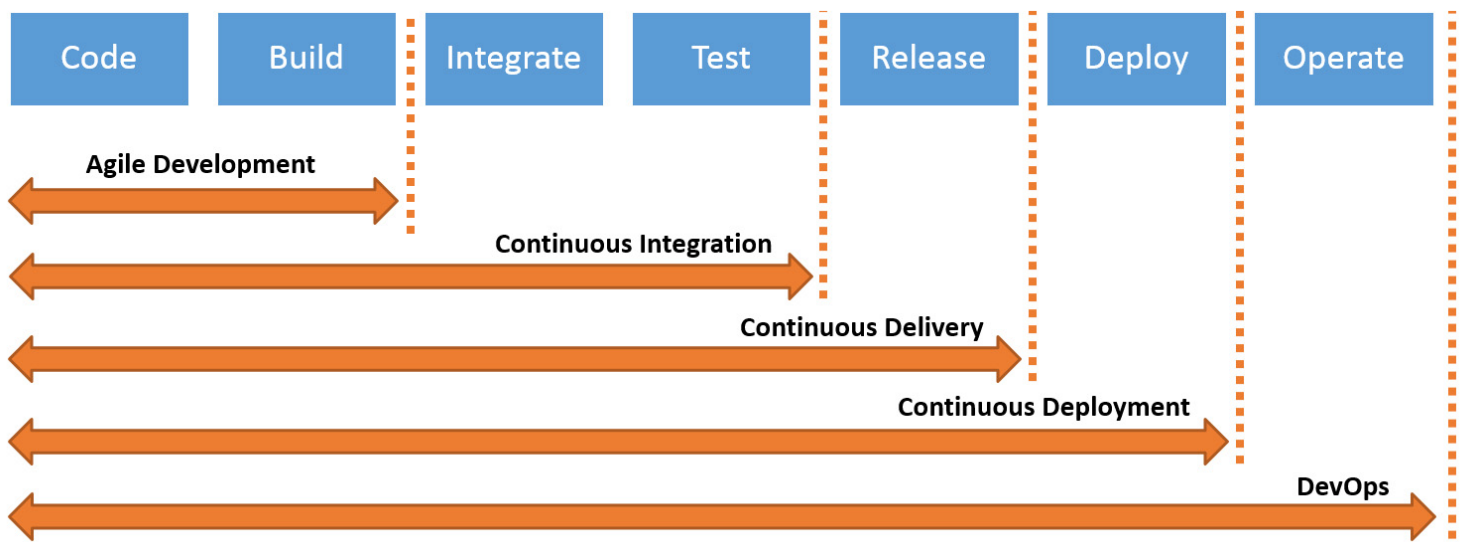 Code Build Integrate Test Release Deploy Operate
Agile Development
Continuous Integration
Continuous Delivery
Continuous Deployment
DevOps